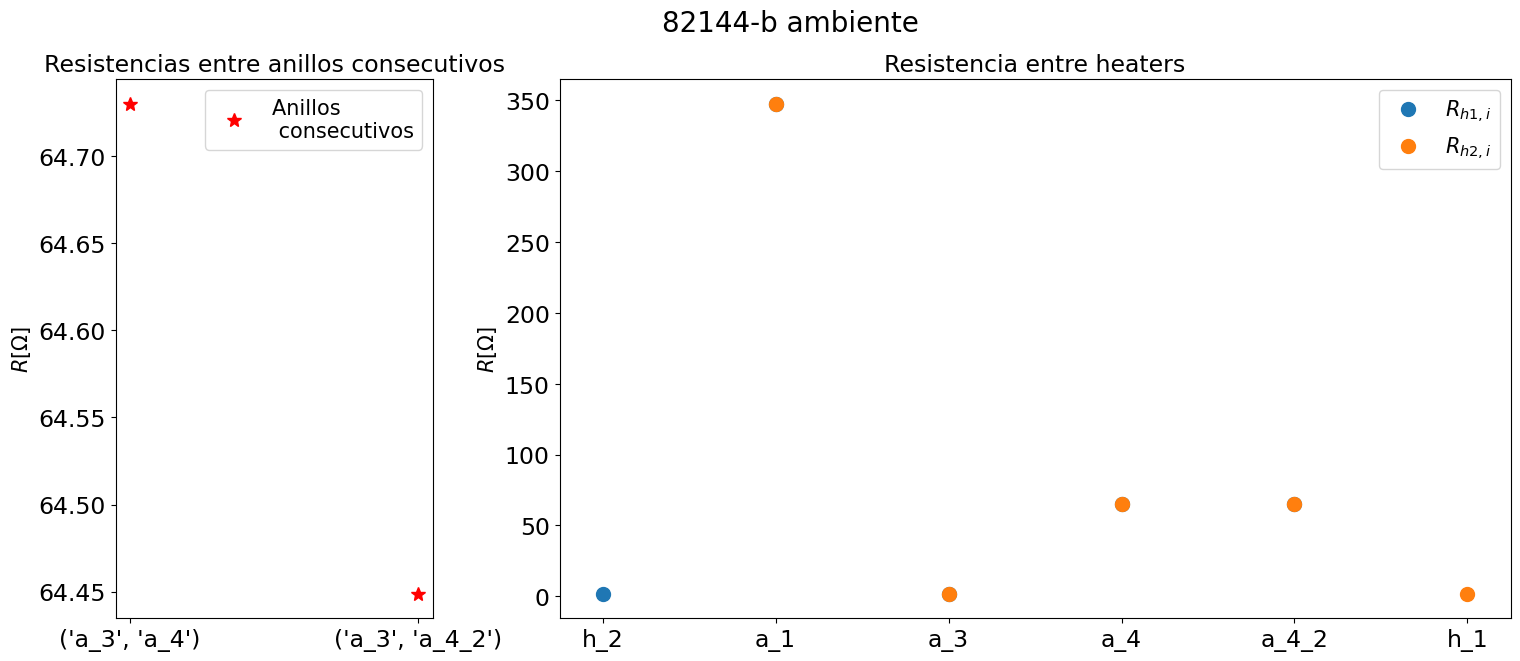 82144-b ambiente
Resistencias entre anillos consecutivos
Anillos
consecutivos
64.70
64.65
64.60
64.55
64.50
64.45
R[Ω]
('a_3', 'a_4')
('a_3', 'a_4_2')
Resistencia entre heaters
R_{h1, i}
R_{h2, i}
350
300
250
200
150
100
50
0
R[Ω]
h_2
a_1
a_3
a_4
a_4_2
h_1